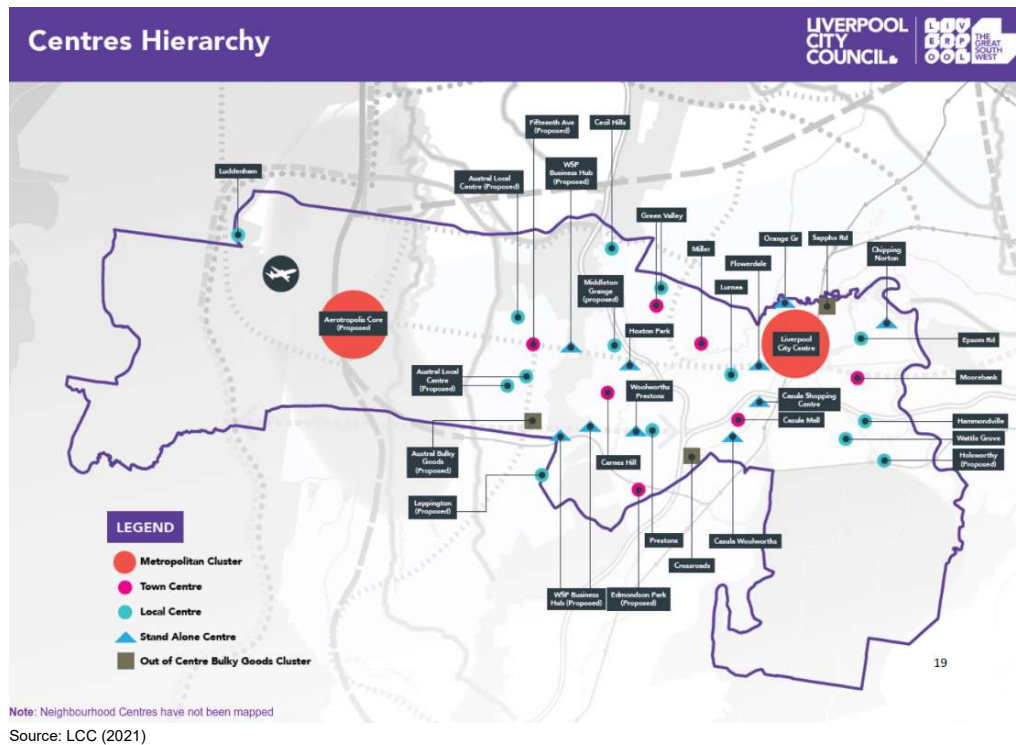 Centres Hierarchy
LIVERPOOL
CITY
COUNCIL
LIV
ERP
OOL
THE
GREAT
SOUTH
WEST
Fifteenth Ave
(Proposed)
Cecil Hills
Luddenham
Austral Local
Centre (Proposed)
WSP
Business Hub
(Proposed)
Green Valley
Miller
Orange Gr
Sappho Rd
Flowerdale
Chipping
Norton
Lurnea
Middleton
Grange
(proposed)
Aerotropolis Core
(Proposed
Hoxton Park
Liverpool
City Centre
Epsom Rd
Austral Local
Centre
(Proposed)
Woolworths
Prestons
Moorebank
Casula Shopping
Centre
Casula Mall
Hammondville
Wattle Grove
Austral Bulky
Goods
(Proposed)
Carnes Hill
Holsworthy
(Proposed)
Leppington
(Proposed)
Prestons
Casula Woolworths
Crossroads
WSP Business
Hub (Proposed)
Edmondson Park
(Proposed)
LEGEND
Metropolitan Cluster
Town Centre
Local Centre
Stand Alone Centre
Out of Centre Bulky Goods Cluster
19
Note: Neighbourhood Centres have not been mapped
Source: LCC (2021)